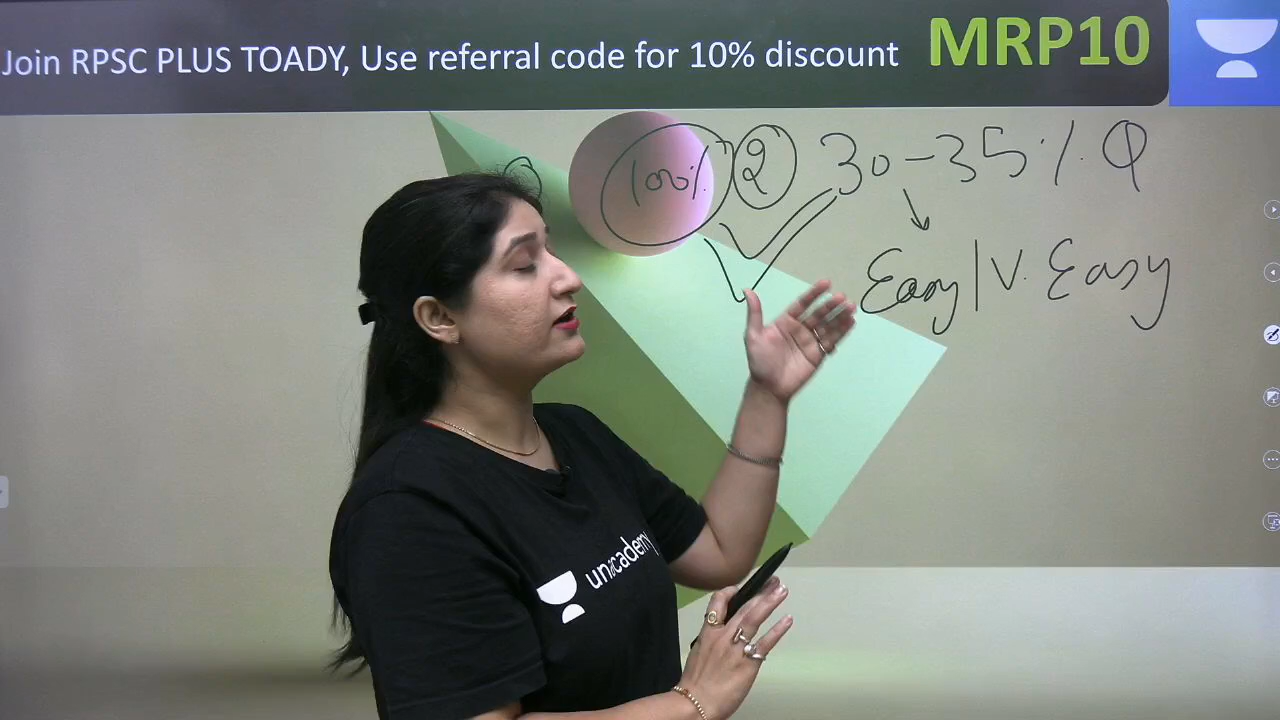 Join RPSC PLUS TOADY, Use referral code for 10% discount MRP10
100% 2 30-35% Q
Easy | V. Easy
unacademy